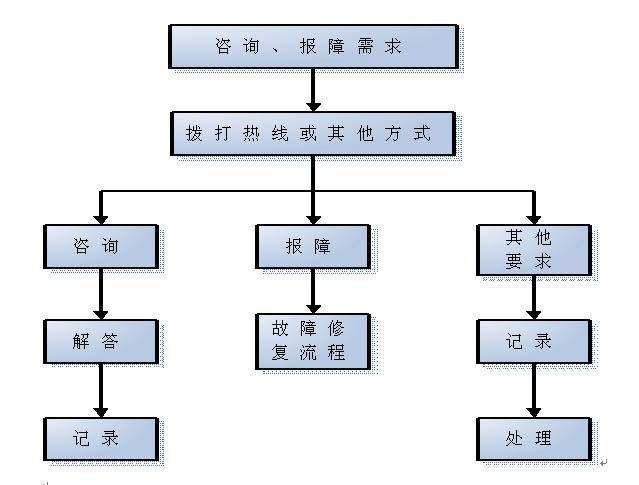 咨询、报障需求
拨打热线或其他方式
咨询
报障
其他
要求
解答
故障修
复流程
记录
记录
处理